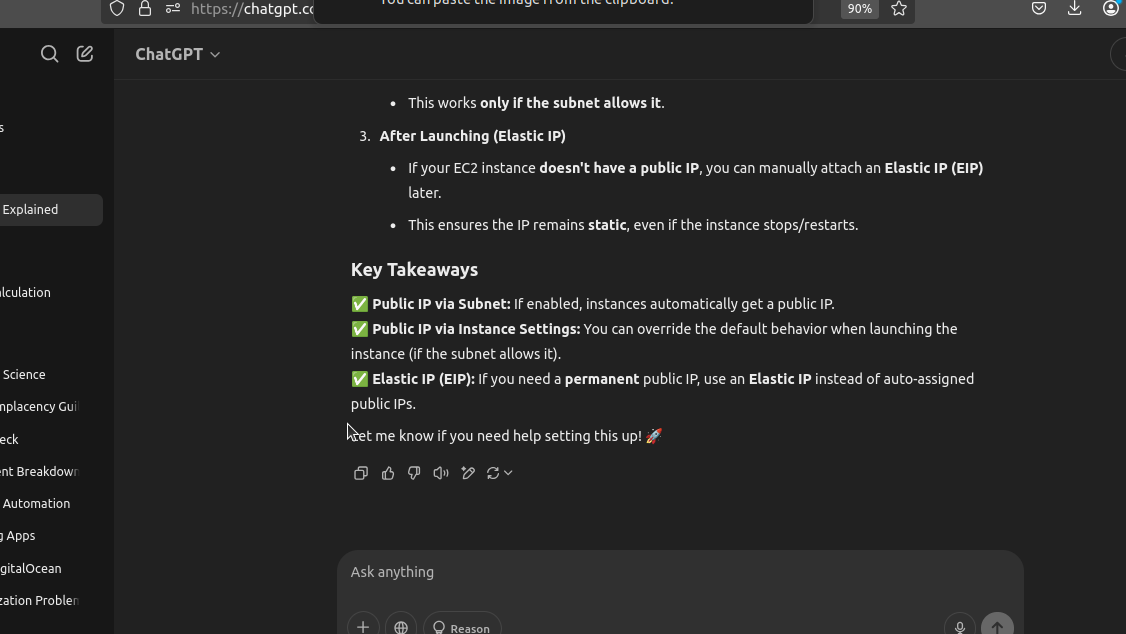 You can paste the image from the clipboard.
https://chatgpt.co
90%
ChatGPT
s
Explained
lculation
Science
mplacency Gui
eck
nt Breakdown
Automation
g Apps
gitalOcean
zation Problen
• This works only if the subnet allows it.
3. After Launching (Elastic IP)
• If your EC2 instance doesn't have a public IP, you can manually attach an Elastic IP (EIP)
later.
• This ensures the IP remains static, even if the instance stops/restarts.
Key Takeaways
✅ Public IP via Subnet: If enabled, instances automatically get a public IP.
✅ Public IP via Instance Settings: You can override the default behavior when launching the
instance (if the subnet allows it).
✅ Elastic IP (EIP): If you need a permanent public IP, use an Elastic IP instead of auto-assigned
public IPs.
Let me know if you need help setting this up! 🚀
Ask anything
Reason